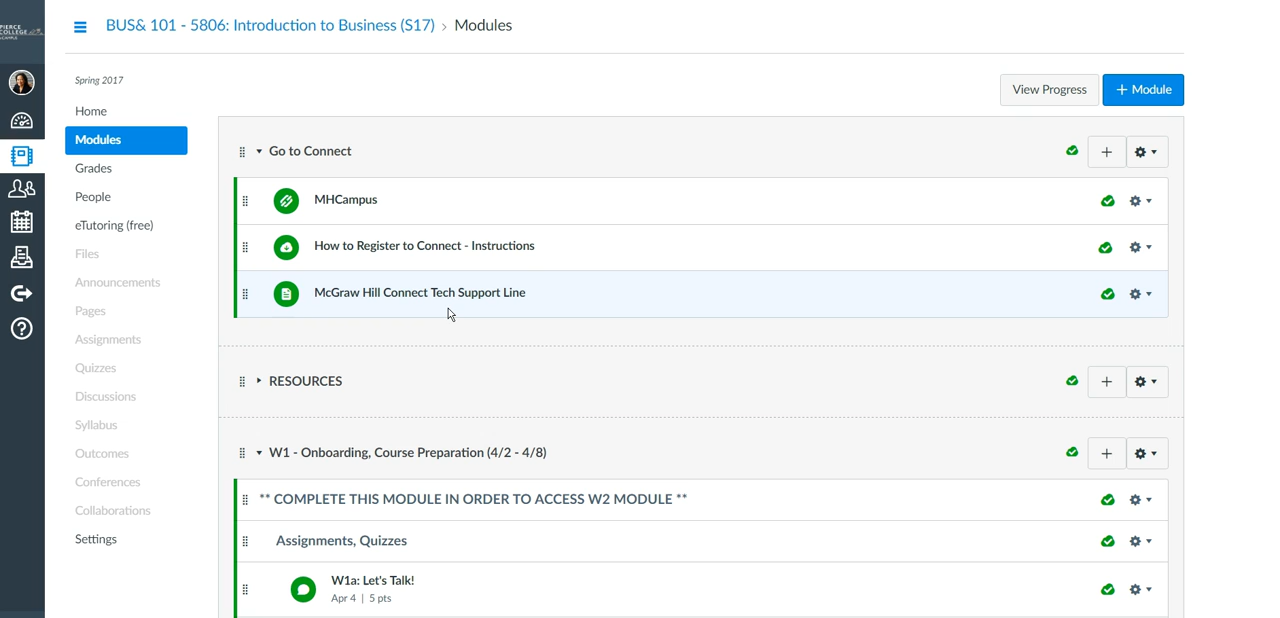 PIERCE
COLLEGE
BUS& 101 - 5806: Introduction to Business (S17) › Modules
Spring 2017
View Progress
+ Module
Home
Modules
Grades
People
eTutoring (free)
Files
Announcements
Pages
Assignments
Quizzes
Discussions
Syllabus
Outcomes
Conferences
Collaborations
Settings
Go to Connect
MHCampus
How to Register to Connect - Instructions
McGraw Hill Connect Tech Support Line
RESOURCES
W1 - Onboarding, Course Preparation (4/2 - 4/8)
** COMPLETE THIS MODULE IN ORDER TO ACCESS W2 MODULE **
Assignments, Quizzes
W1a: Let's Talk!
Apr 4 | 5 pts